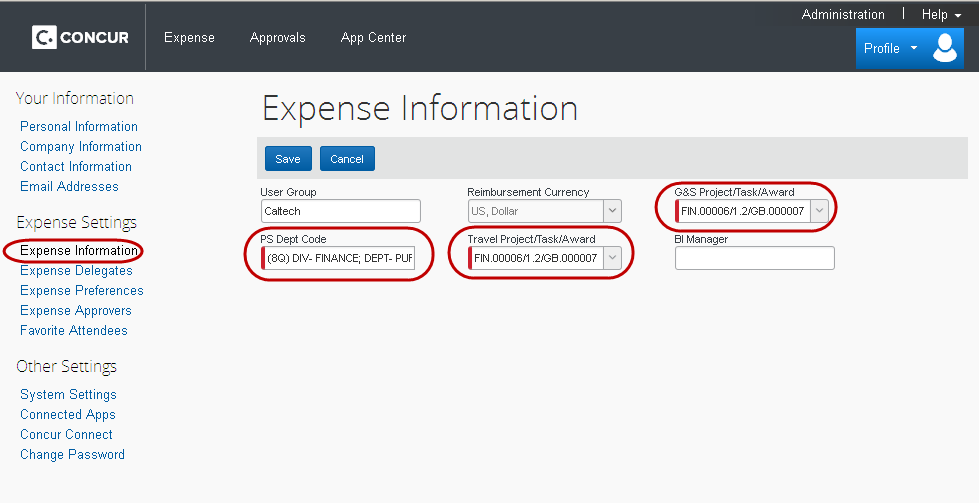 Administration | Help
C. CONCUR
Expense
Approvals
App Center
Profile
Your Information
Personal Information
Company Information
Contact Information
Email Addresses
Expense Settings
Expense Information
Expense Delegates
Expense Preferences
Expense Approvers
Favorite Attendees
Other Settings
System Settings
Connected Apps
Concur Connect
Change Password
Expense Information
Save
Cancel
User Group
Caltech
Reimbursement Currency
US, Dollar
G&S Project/Task/Award
FIN.00006/1.2/GB.000007
PS Dept Code
(8Q) DIV- FINANCE; DEPT- PUR
Travel Project/Task/Award
FIN.00006/1.2/GB.000007
BI Manager